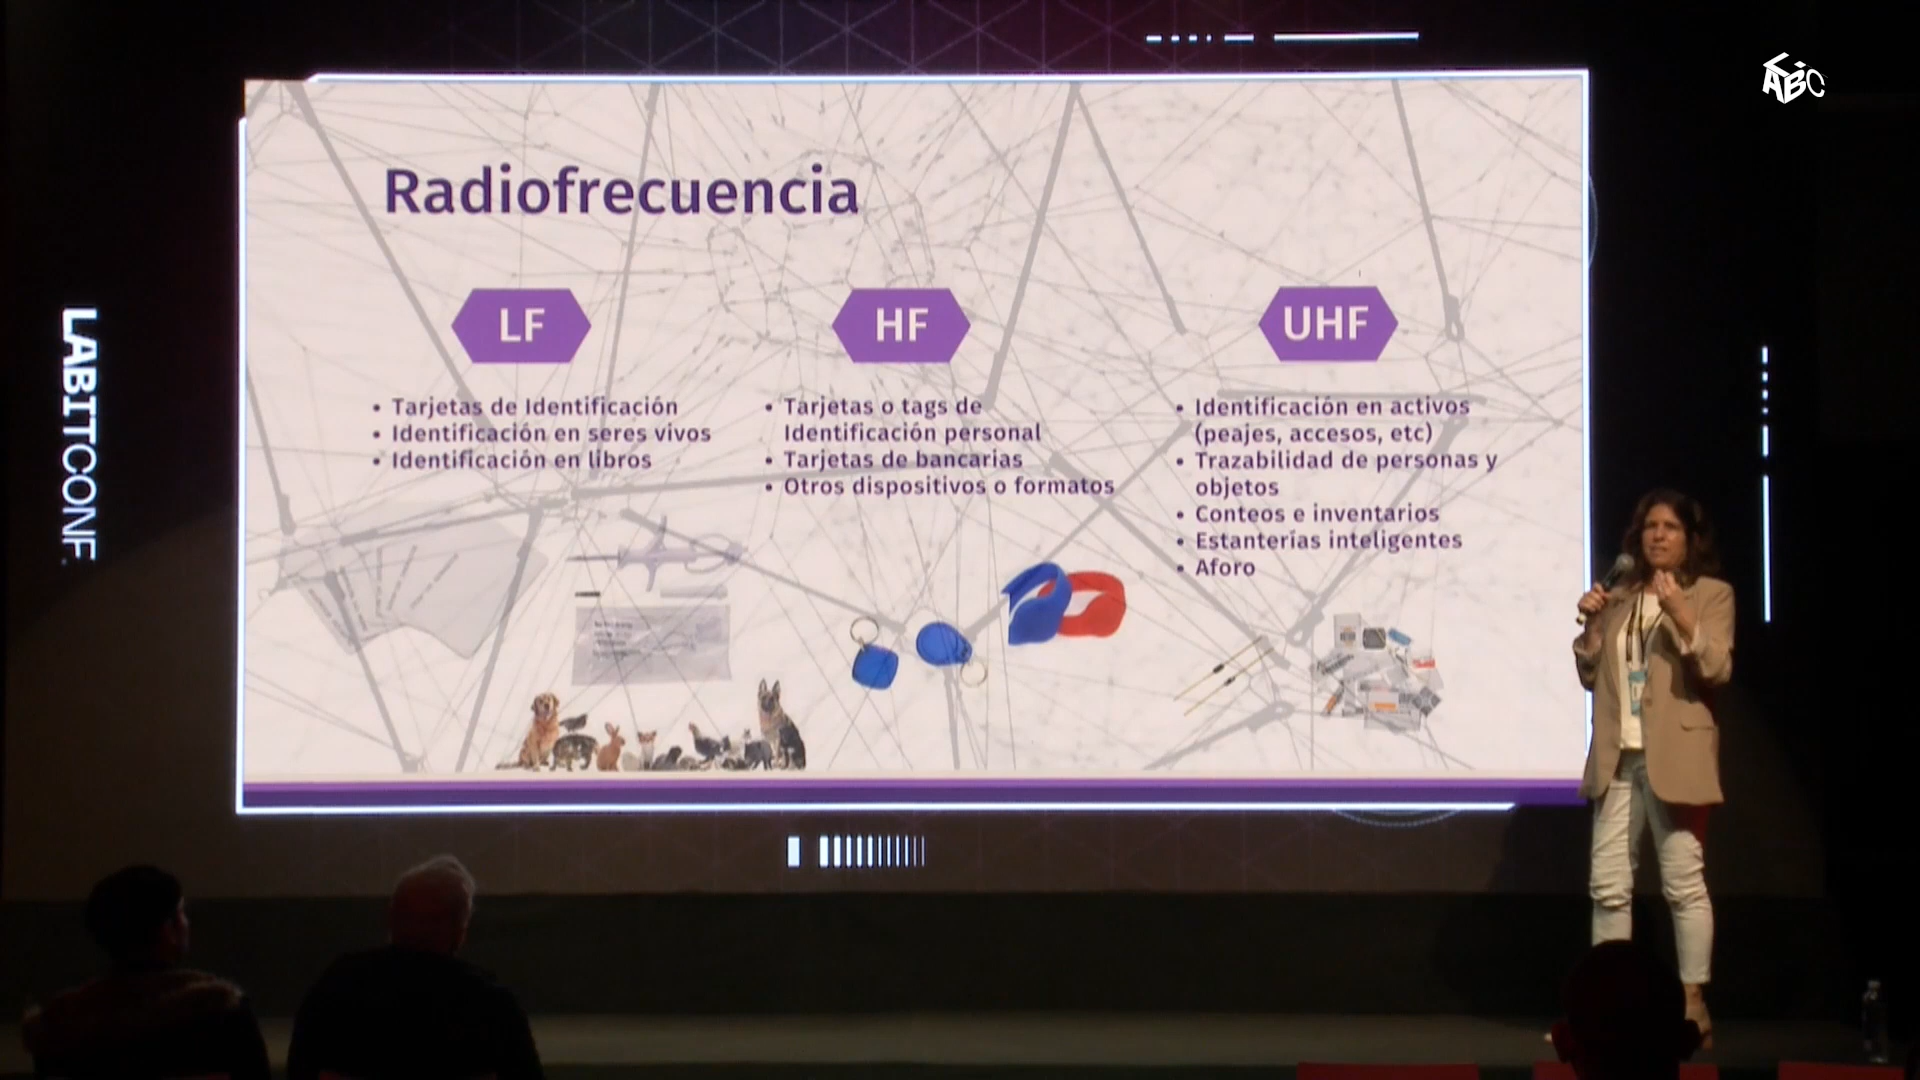 ABC
LABITCONF.
Radiofrecuencia
LF
• Tarjetas de Identificación
• Identificación en seres vivos
• Identificación en libros
HF
• Tarjetas o tags de
Identificación personal
• Tarjetas de bancarias
• Otros dispositivos o formatos
UHF
• Identificación en activos
(peajes, accesos, etc)
• Trazabilidad de personas y
objetos
• Conteos e inventarios
• Estanterías inteligentes
• Aforo